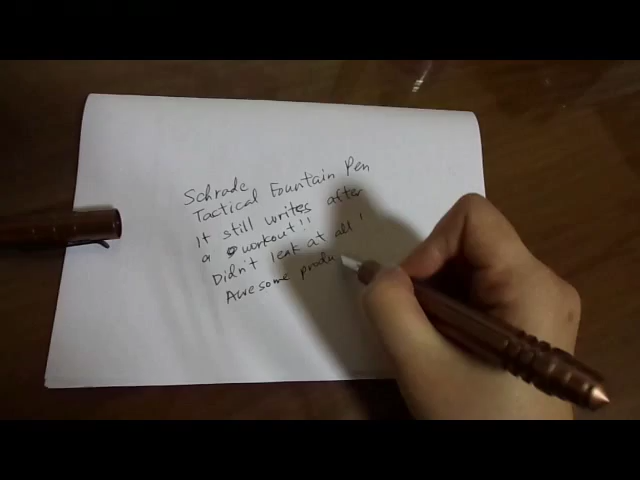 Schrade
Tactical Fountain Pen
It still writes after
a workout!!
Didn't leak at all!
Awesome produ